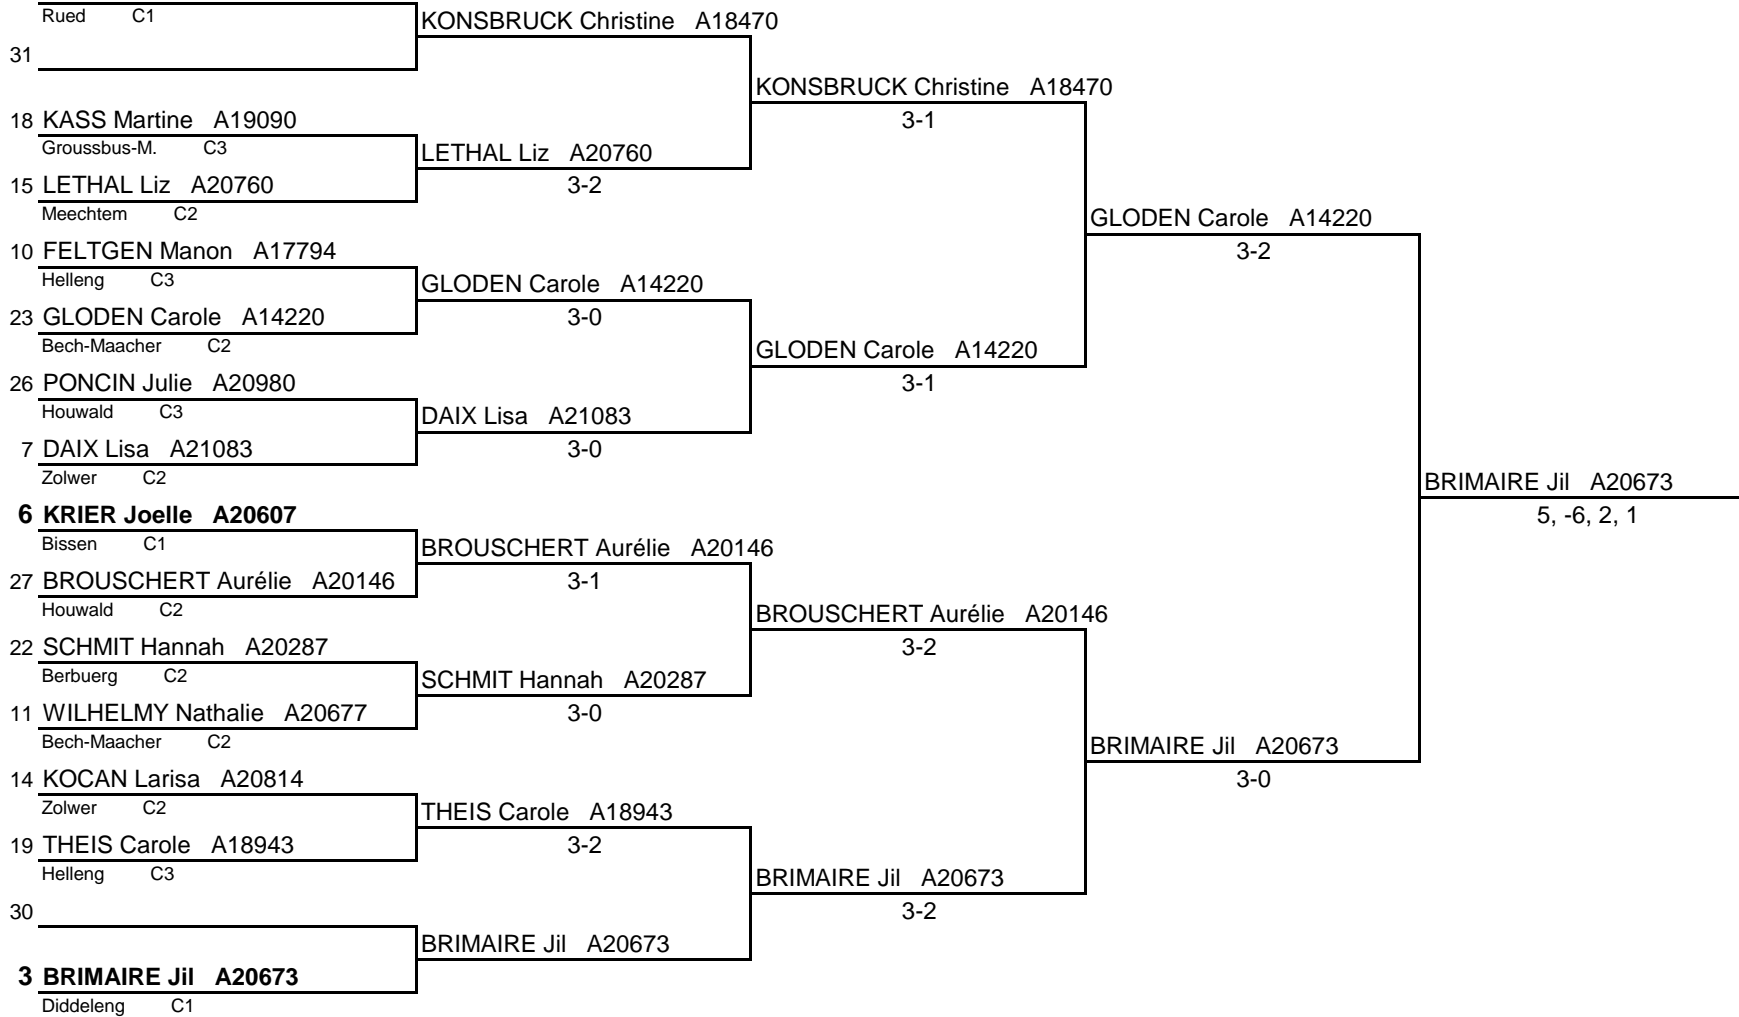 Rued C1
KONSBRUCK Christine A18470
31
KONSBRUCK Christine A18470
3-1
18 KASS Martine A19090
Groussbus-M. C3
LETHAL Liz A20760
3-2
15 LETHAL Liz A20760
Meechtem C2
GLODEN Carole A14220
3-2
10 FELTGEN Manon A17794
Helleng C3
GLODEN Carole A14220
3-0
23 GLODEN Carole A14220
Bech-Maacher C2
GLODEN Carole A14220
3-1
26 PONCIN Julie A20980
Houwald C3
DAIX Lisa A21083
3-0
7 DAIX Lisa A21083
Zolwer C2
BRIMAIRE Jil A20673
5, -6, 2, 1
6 KRIER Joelle A20607
Bissen C1
BROUSCHERT Aurélie A20146
3-1
27 BROUSCHERT Aurélie A20146
Houwald C2
BROUSCHERT Aurélie A20146
3-2
22 SCHMIT Hannah A20287
Berbuerg C2
SCHMIT Hannah A20287
3-0
11 WILHELMY Nathalie A20677
Bech-Maacher C2
BRIMAIRE Jil A20673
3-0
14 KOCAN Larisa A20814
Zolwer C2
THEIS Carole A18943
3-2
19 THEIS Carole A18943
Helleng C3
BRIMAIRE Jil A20673
3-2
30
BRIMAIRE Jil A20673
3 BRIMAIRE Jil A20673
Diddeleng C1